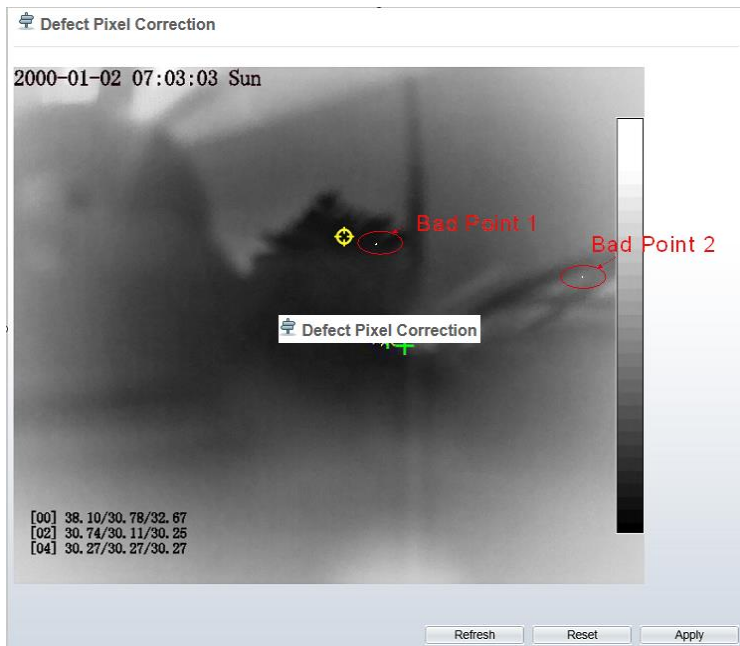 Defect Pixel Correction
2000-01-02 07:03:03 Sun
Bad Point 1
Bad Point 2
Defect Pixel Correction
[00] 38.10/30.78/32.67
[02] 30.74/30.11/30.25
[04] 30.27/30.27/30.27
Refresh Reset Apply